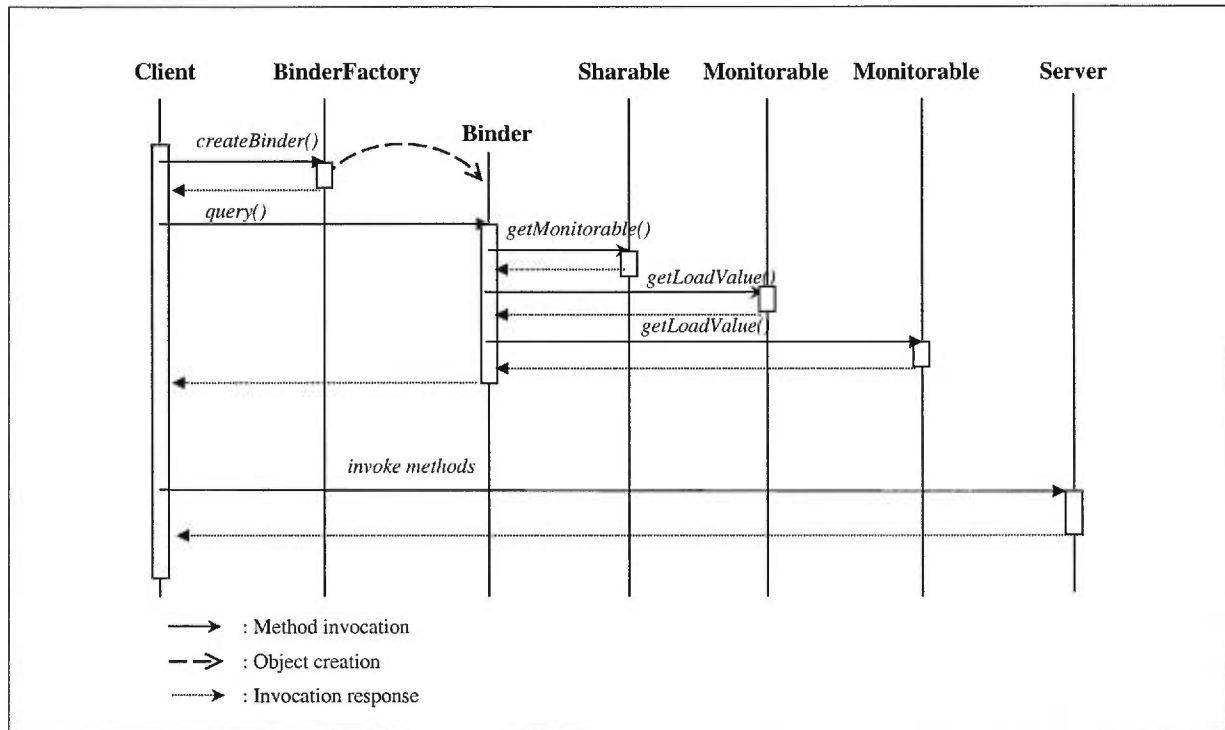 Client BinderFactory Sharable Monitorable Monitorable Server
Binder
createBinder()
query()
getMonitorable()
getLoadValue()
getLoadValue()
invoke methods
: Method invocation
: Object creation
: Invocation response